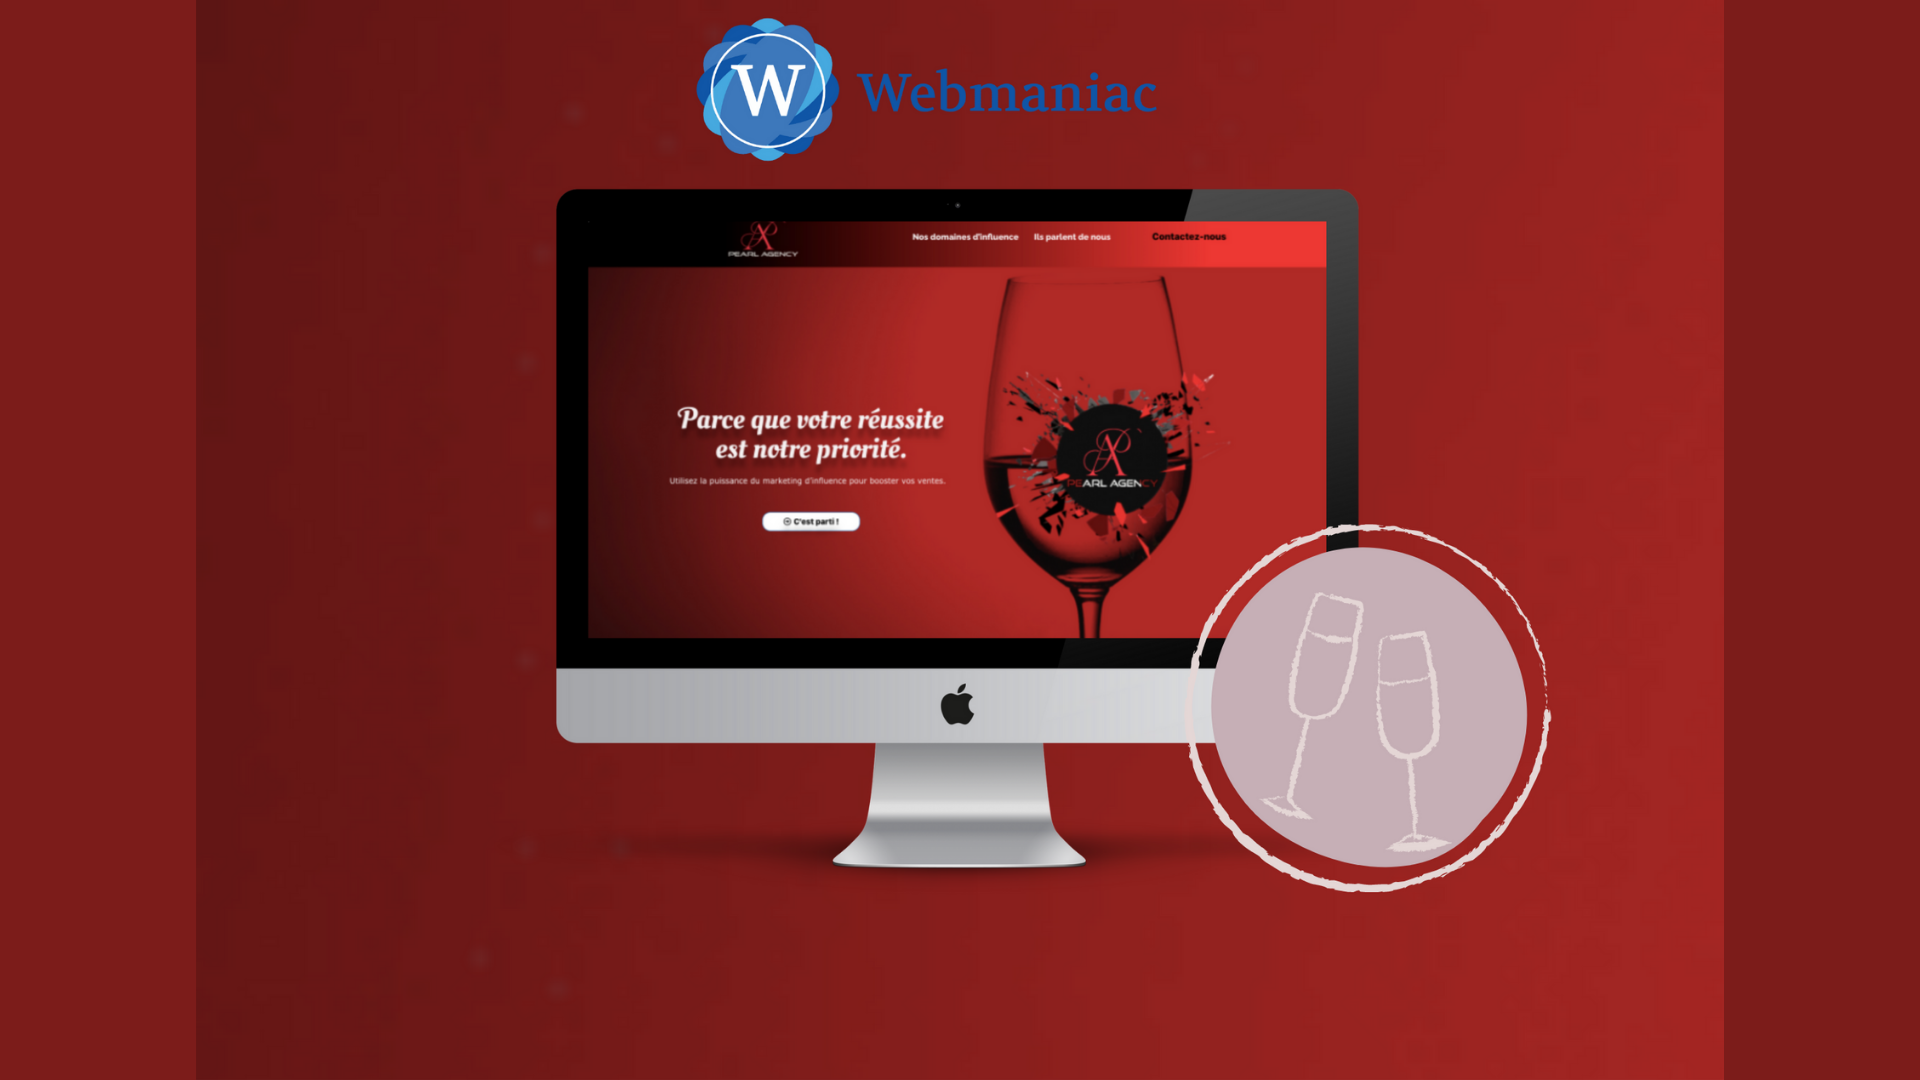 W Webmaniac
PEARL AGENCY
Nos domaines d'influence Ils parlent de nous Contactez-nous
Parce que votre réussite
est notre priorité.
Utilisez la puissance du marketing d'influence pour booster vos ventes.
C'est parti !
PEARL AGENCY